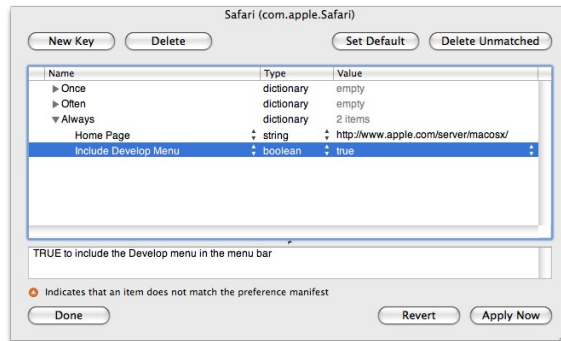 Safari (com.apple.Safari)
New Key Delete Set Default Delete Unmatched
Name Type Value
Once dictionary empty
Often dictionary empty
Always dictionary 2 items
Home Page string http://www.apple.com/server/macosx/
Include Develop Menu boolean true
TRUE to include the Develop menu in the menu bar
Indicates that an item does not match the preference manifest
Done Revert Apply Now